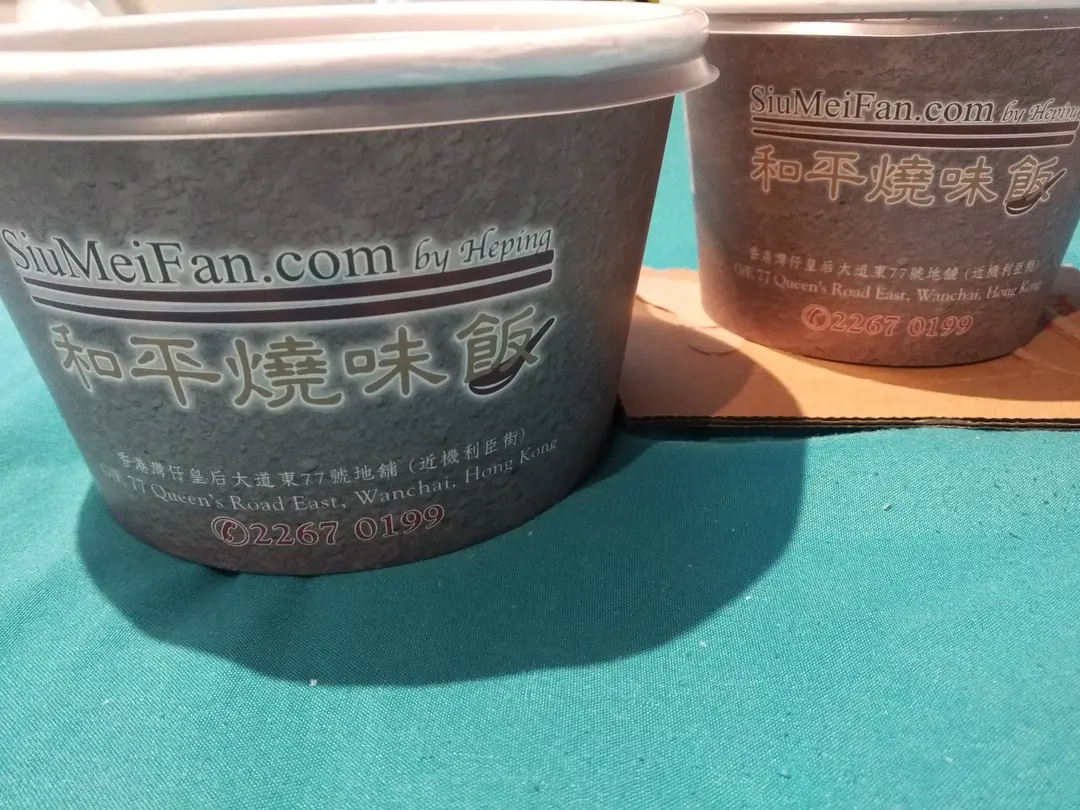 SiuMeiFan.com by Heping
和平燒味飯
香港灣仔皇后大道東77號地舖 (近機利臣街)
G/F, 77 Queen's Road East, Wanchai, Hong Kong
2267 0199
SiuMeiFan.com by Heping
和平燒味飯
香港灣仔皇后大道東77號地舖 (近機利臣街)
G/F, 77 Queen's Road East, Wanchai, Hong Kong
2267 0199